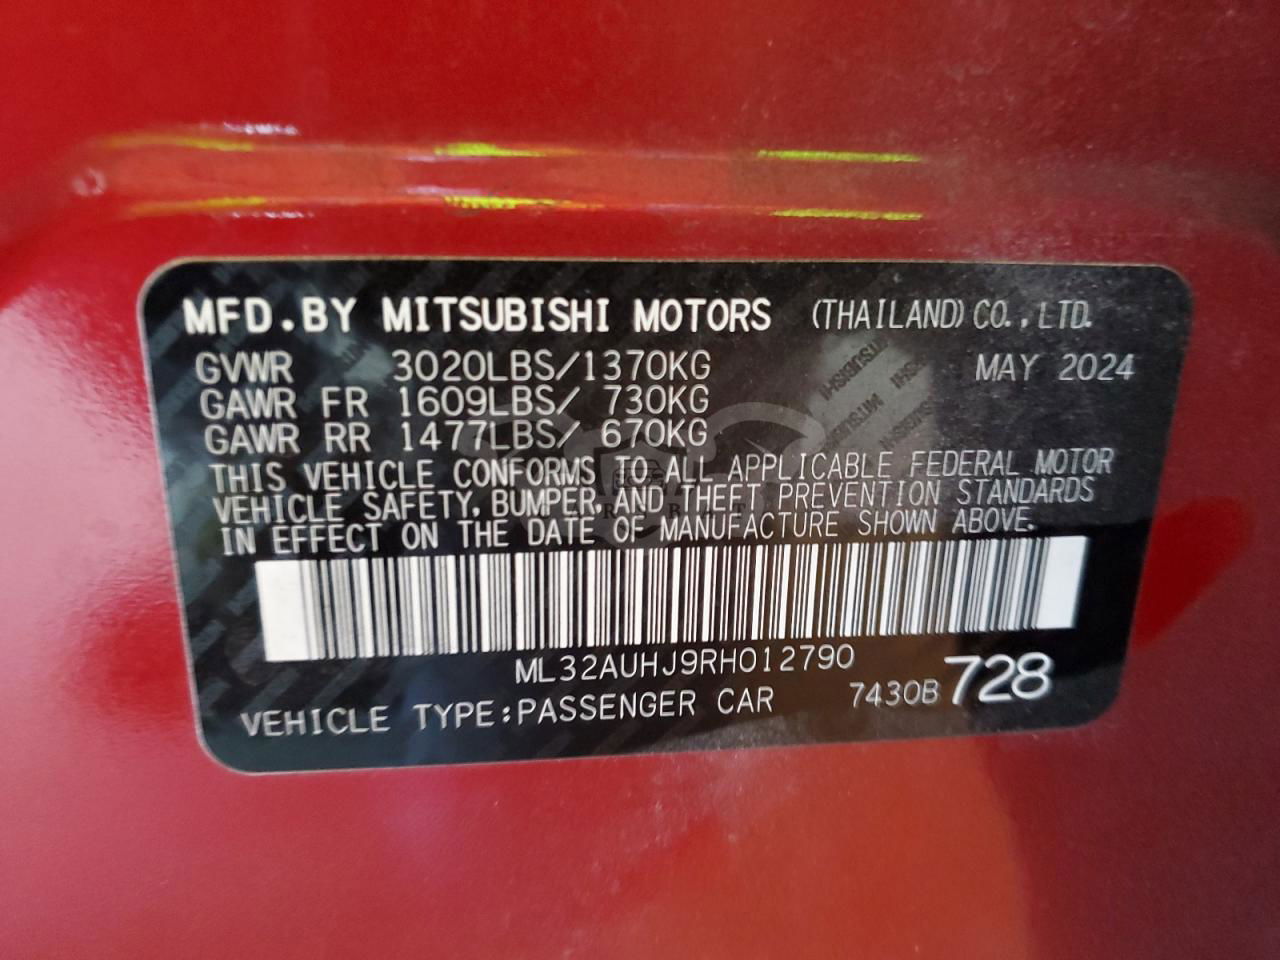 MFD.BY MITSUBISHI MOTORS (THAILAND) CO.,LTD.
GVWR 3020LBS/1370KG MAY 2024
GAWR FR 1609LBS/ 730KG
GAWR RR 1477LBS/ 670KG
THIS VEHICLE CONFORMS TO ALL APPLICABLE FEDERAL MOTOR
VEHICLE SAFETY, BUMPER, AND THEFT PREVENTION STANDARDS
IN EFFECT ON THE DATE OF MANUFACTURE SHOWN ABOVE.
ML32AUHJ9RH012790
VEHICLE TYPE:PASSENGER CAR 7430B 728